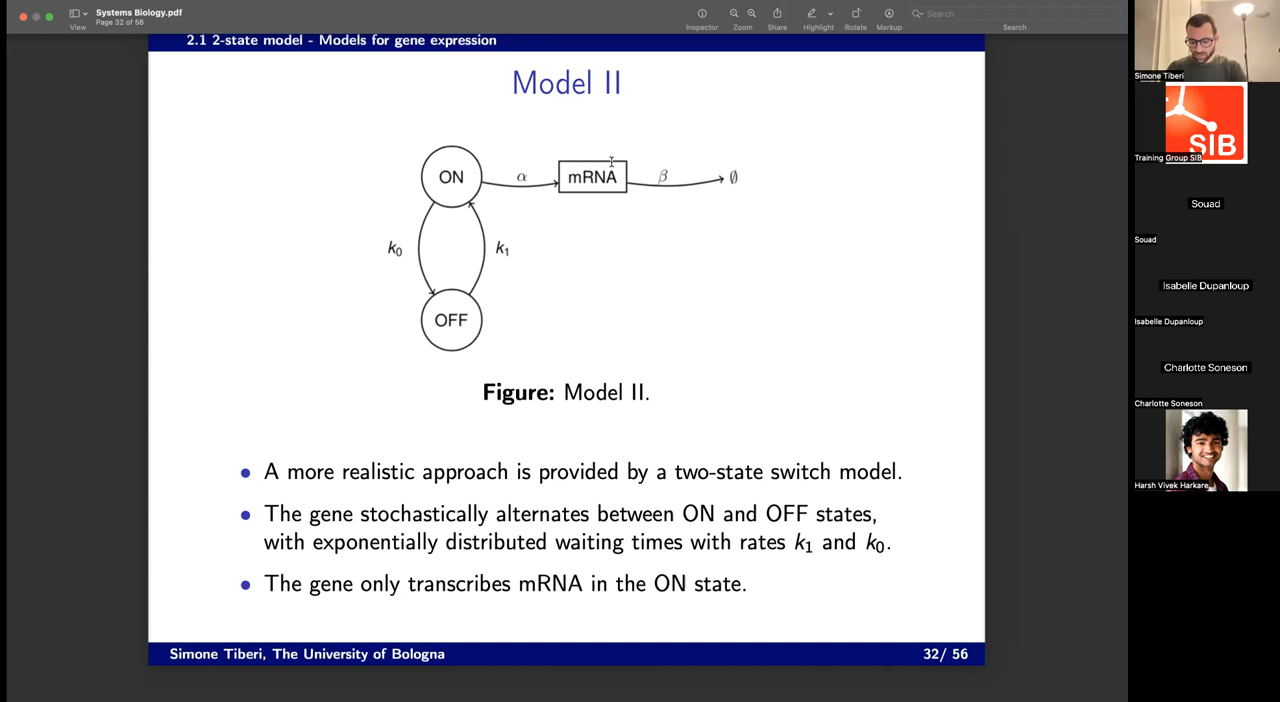 Systems Biology.pdf
Page 32 of 56
View
Inspector
Zoom
Share
Highlight
Rotate
Markup
Search
Search
2.1 2-state model - Models for gene expression
Model II
ON
α
mRNA
β
∅
k0
k1
OFF
Figure: Model II.
• A more realistic approach is provided by a two-state switch model.
• The gene stochastically alternates between ON and OFF states,
with exponentially distributed waiting times with rates k1 and k0.
• The gene only transcribes mRNA in the ON state.
Simone Tiberi, The University of Bologna
32/ 56
Simone Tiberi
SIB
Training Group SIB
Souad
Souad
Isabelle Dupanloup
Isabelle Dupanloup
Charlotte Soneson
Charlotte Soneson
Harsh Vivek Harkare